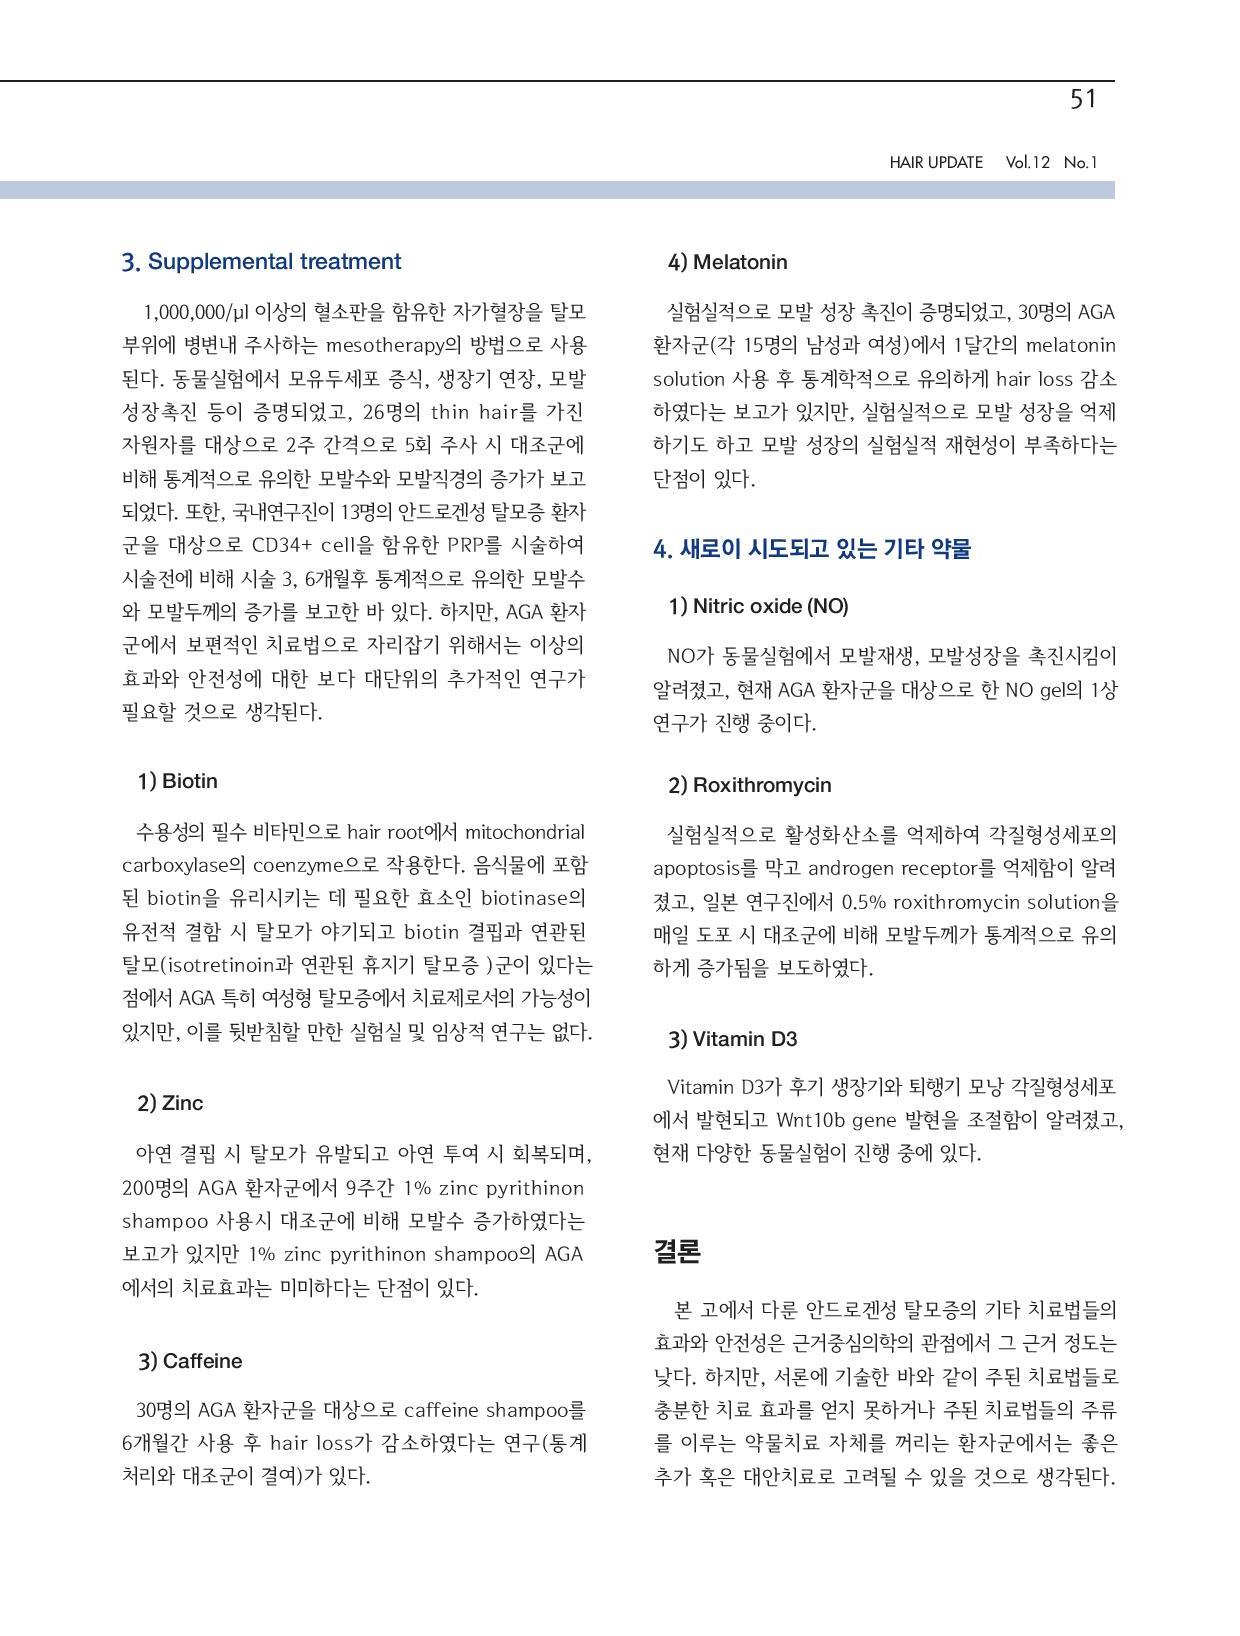 51
HAIR UPDATE Vol.12 No.1
3. Supplemental treatment
1,000,000/μl 이상의 혈소판을 함유한 자가혈장을 탈모
부위에 병변내 주사하는 mesotherapy의 방법으로 사용
된다. 동물실험에서 모유두세포 증식, 생장기 연장, 모발
성장촉진 등이 증명되었고, 26명의 thin hair를 가진
자원자를 대상으로 2주 간격으로 5회 주사 시 대조군에
비해 통계적으로 유의한 모발수와 모발직경의 증가가 보고
되었다. 또한, 국내연구진이 13명의 안드로겐성 탈모증 환자
군을 대상으로 CD34+ cell을 함유한 PRP를 시술하여
시술전에 비해 시술 3, 6개월후 통계적으로 유의한 모발수
와 모발두께의 증가를 보고한 바 있다. 하지만, AGA 환자
군에서 보편적인 치료법으로 자리잡기 위해서는 이상의
효과와 안전성에 대한 보다 대단위의 추가적인 연구가
필요할 것으로 생각된다.
1) Biotin
수용성의 필수 비타민으로 hair root에서 mitochondrial
carboxylase의 coenzyme으로 작용한다. 음식물에 포함
된 biotin을 유리시키는 데 필요한 효소인 biotinase의
유전적 결함 시 탈모가 야기되고 biotin 결핍과 연관된
탈모(isotretinoin과 연관된 휴지기 탈모증 )군이 있다는
점에서 AGA 특히 여성형 탈모증에서 치료제로서의 가능성이
있지만, 이를 뒷받침할 만한 실험실 및 임상적 연구는 없다.
2) Zinc
아연 결핍 시 탈모가 유발되고 아연 투여 시 회복되며,
200명의 AGA 환자군에서 9주간 1% zinc pyrithinon
shampoo 사용시 대조군에 비해 모발수 증가하였다는
보고가 있지만 1% zinc pyrithinon shampoo의 AGA
에서의 치료효과는 미미하다는 단점이 있다.
3) Caffeine
30명의 AGA 환자군을 대상으로 caffeine shampoo를
6개월간 사용 후 hair loss가 감소하였다는 연구(통계
처리와 대조군이 결여)가 있다.
4) Melatonin
실험실적으로 모발 성장 촉진이 증명되었고, 30명의 AGA
환자군(각 15명의 남성과 여성)에서 1달간의 melatonin
solution 사용 후 통계학적으로 유의하게 hair loss 감소
하였다는 보고가 있지만, 실험실적으로 모발 성장을 억제
하기도 하고 모발 성장의 실험실적 재현성이 부족하다는
단점이 있다.
4. 새로이 시도되고 있는 기타 약물
1) Nitric oxide (NO)
NO가 동물실험에서 모발재생, 모발성장을 촉진시킴이
알려졌고, 현재 AGA 환자군을 대상으로 한 NO gel의 1상
연구가 진행 중이다.
2) Roxithromycin
실험실적으로 활성화산소를 억제하여 각질형성세포의
apoptosis를 막고 androgen receptor를 억제함이 알려
졌고, 일본 연구진에서 0.5% roxithromycin solution을
매일 도포 시 대조군에 비해 모발두께가 통계적으로 유의
하게 증가됨을 보도하였다.
3) Vitamin D3
Vitamin D3가 후기 생장기와 퇴행기 모낭 각질형성세포
에서 발현되고 Wnt10b gene 발현을 조절함이 알려졌고,
현재 다양한 동물실험이 진행 중에 있다.
결론
본 고에서 다룬 안드로겐성 탈모증의 기타 치료법들의
효과와 안전성은 근거중심의학의 관점에서 그 근거 정도는
낮다. 하지만, 서론에 기술한 바와 같이 주된 치료법들로
충분한 치료 효과를 얻지 못하거나 주된 치료법들의 주류
를 이루는 약물치료 자체를 꺼리는 환자군에서는 좋은
추가 혹은 대안치료로 고려될 수 있을 것으로 생각된다.